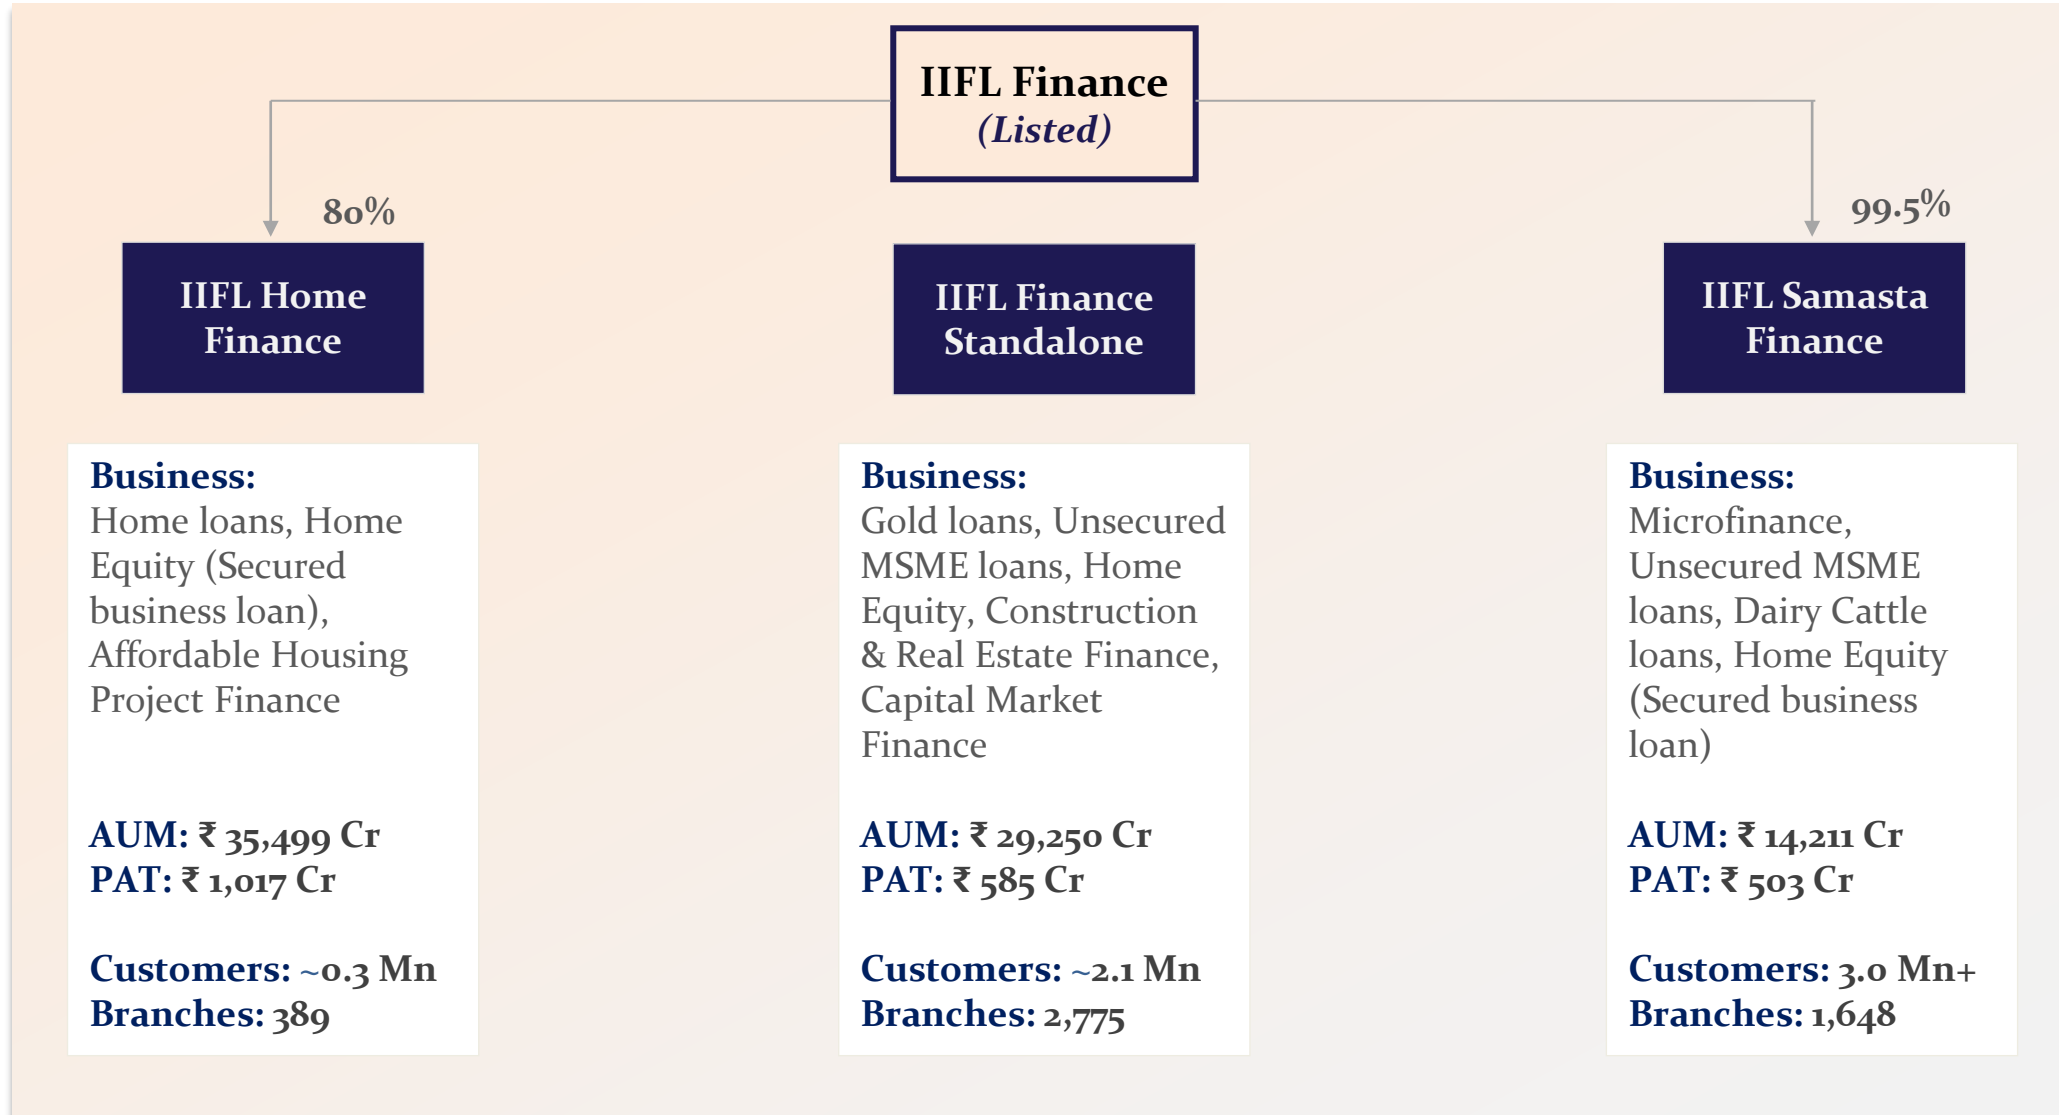 IIFL Finance
(Listed)
80%
99.5%
IIFL Home
Finance
IIFL Finance
Standalone
IIFL Samasta
Finance
Business:
Home loans, Home
Equity (Secured
business loan),
Affordable Housing
Project Finance
AUM: ₹ 35,499 Cr
PAT: ₹ 1,017 Cr
Customers: ~0.3 Mn
Branches: 389
Business:
Gold loans, Unsecured
MSME loans, Home
Equity, Construction
& Real Estate Finance,
Capital Market
Finance
AUM: ₹ 29,250 Cr
PAT: ₹ 585 Cr
Customers: ~2.1 Mn
Branches: 2,775
Business:
Microfinance,
Unsecured MSME
loans, Dairy Cattle
loans, Home Equity
(Secured business
loan)
AUM: ₹ 14,211 Cr
PAT: ₹ 503 Cr
Customers: 3.0 Mn+
Branches: 1,648